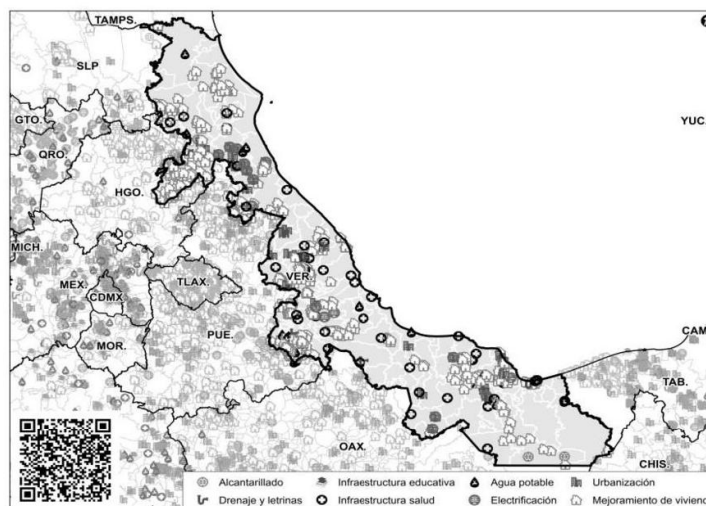 TAMPS.
SLP
GTO.
YUC.
QRO.
HGO.
MICH.
VER.
MEX.
TLAX.
CDMX
PUE.
MOR.
CAM
TAB.
OAX.
CHIS.
Alcantarillado
Infraestructura educativa
Agua potable
Urbanización
Drenaje y letrinas
Infraestructura salud
Electrificación
Mejoramiento de viviend